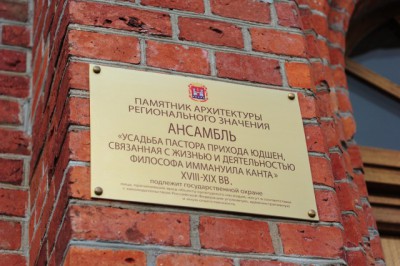 ПАМЯТНИК АРХИТЕКТУРЫ
РЕГИОНАЛЬНОГО ЗНАЧЕНИЯ
АНСАМБЛЬ
«УСАДЬБА ПАСТОРА ПРИХОДА ЮДШЕН,
СВЯЗАННАЯ С ЖИЗНЬЮ И ДЕЯТЕЛЬНОСТЬЮ
ФИЛОСОФА ИММАНУИЛА КАНТА»
XVIII-XIX ВВ.
подлежит государственной охране